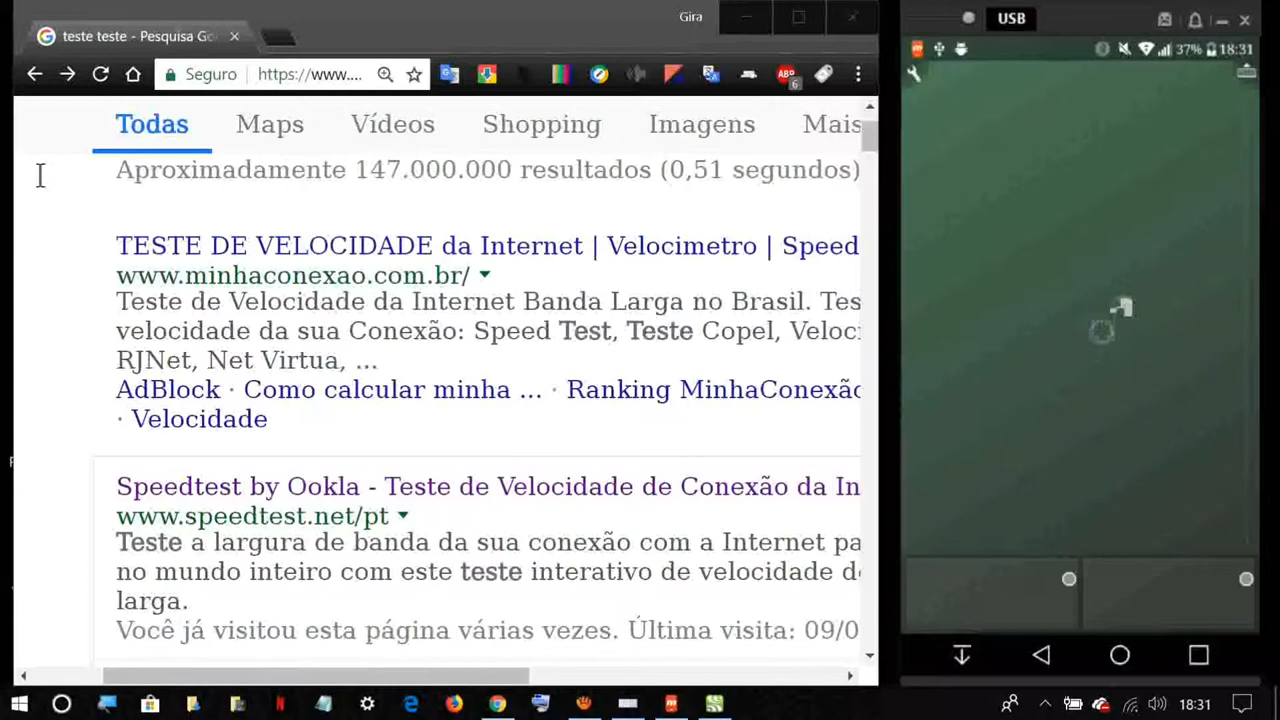 Gira
USB
teste teste - Pesquisa Go
37% 18:31
Seguro https://www....
ABP
6
Todas Maps Vídeos Shopping Imagens Mais
Aproximadamente 147.000.000 resultados (0,51 segundos)
TESTE DE VELOCIDADE da Internet | Velocimetro | Speed
www.minhaconexao.com.br/
Teste de Velocidade da Internet Banda Larga no Brasil. Tes
velocidade da sua Conexão: Speed Test, Teste Copel, Veloc
RJNet, Net Virtua, ...
AdBlock · Como calcular minha ... · Ranking MinhaConexão
· Velocidade
Speedtest by Ookla - Teste de Velocidade de Conexão da In
www.speedtest.net/pt
Teste a largura de banda da sua conexão com a Internet pa
no mundo inteiro com este teste interativo de velocidade de
larga.
Você já visitou esta página várias vezes. Última visita: 09/0
18:31